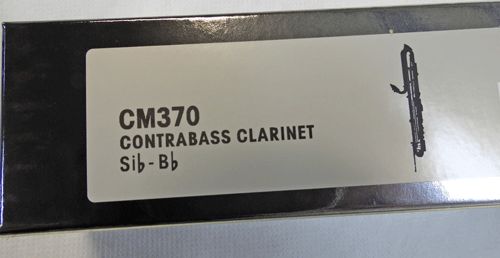 CM370
CONTRABASS CLARINET
Si♭-B♭